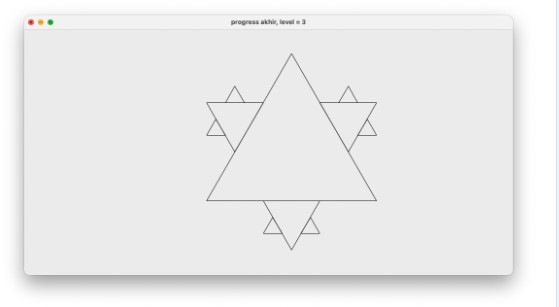 progress akhir, level = 3